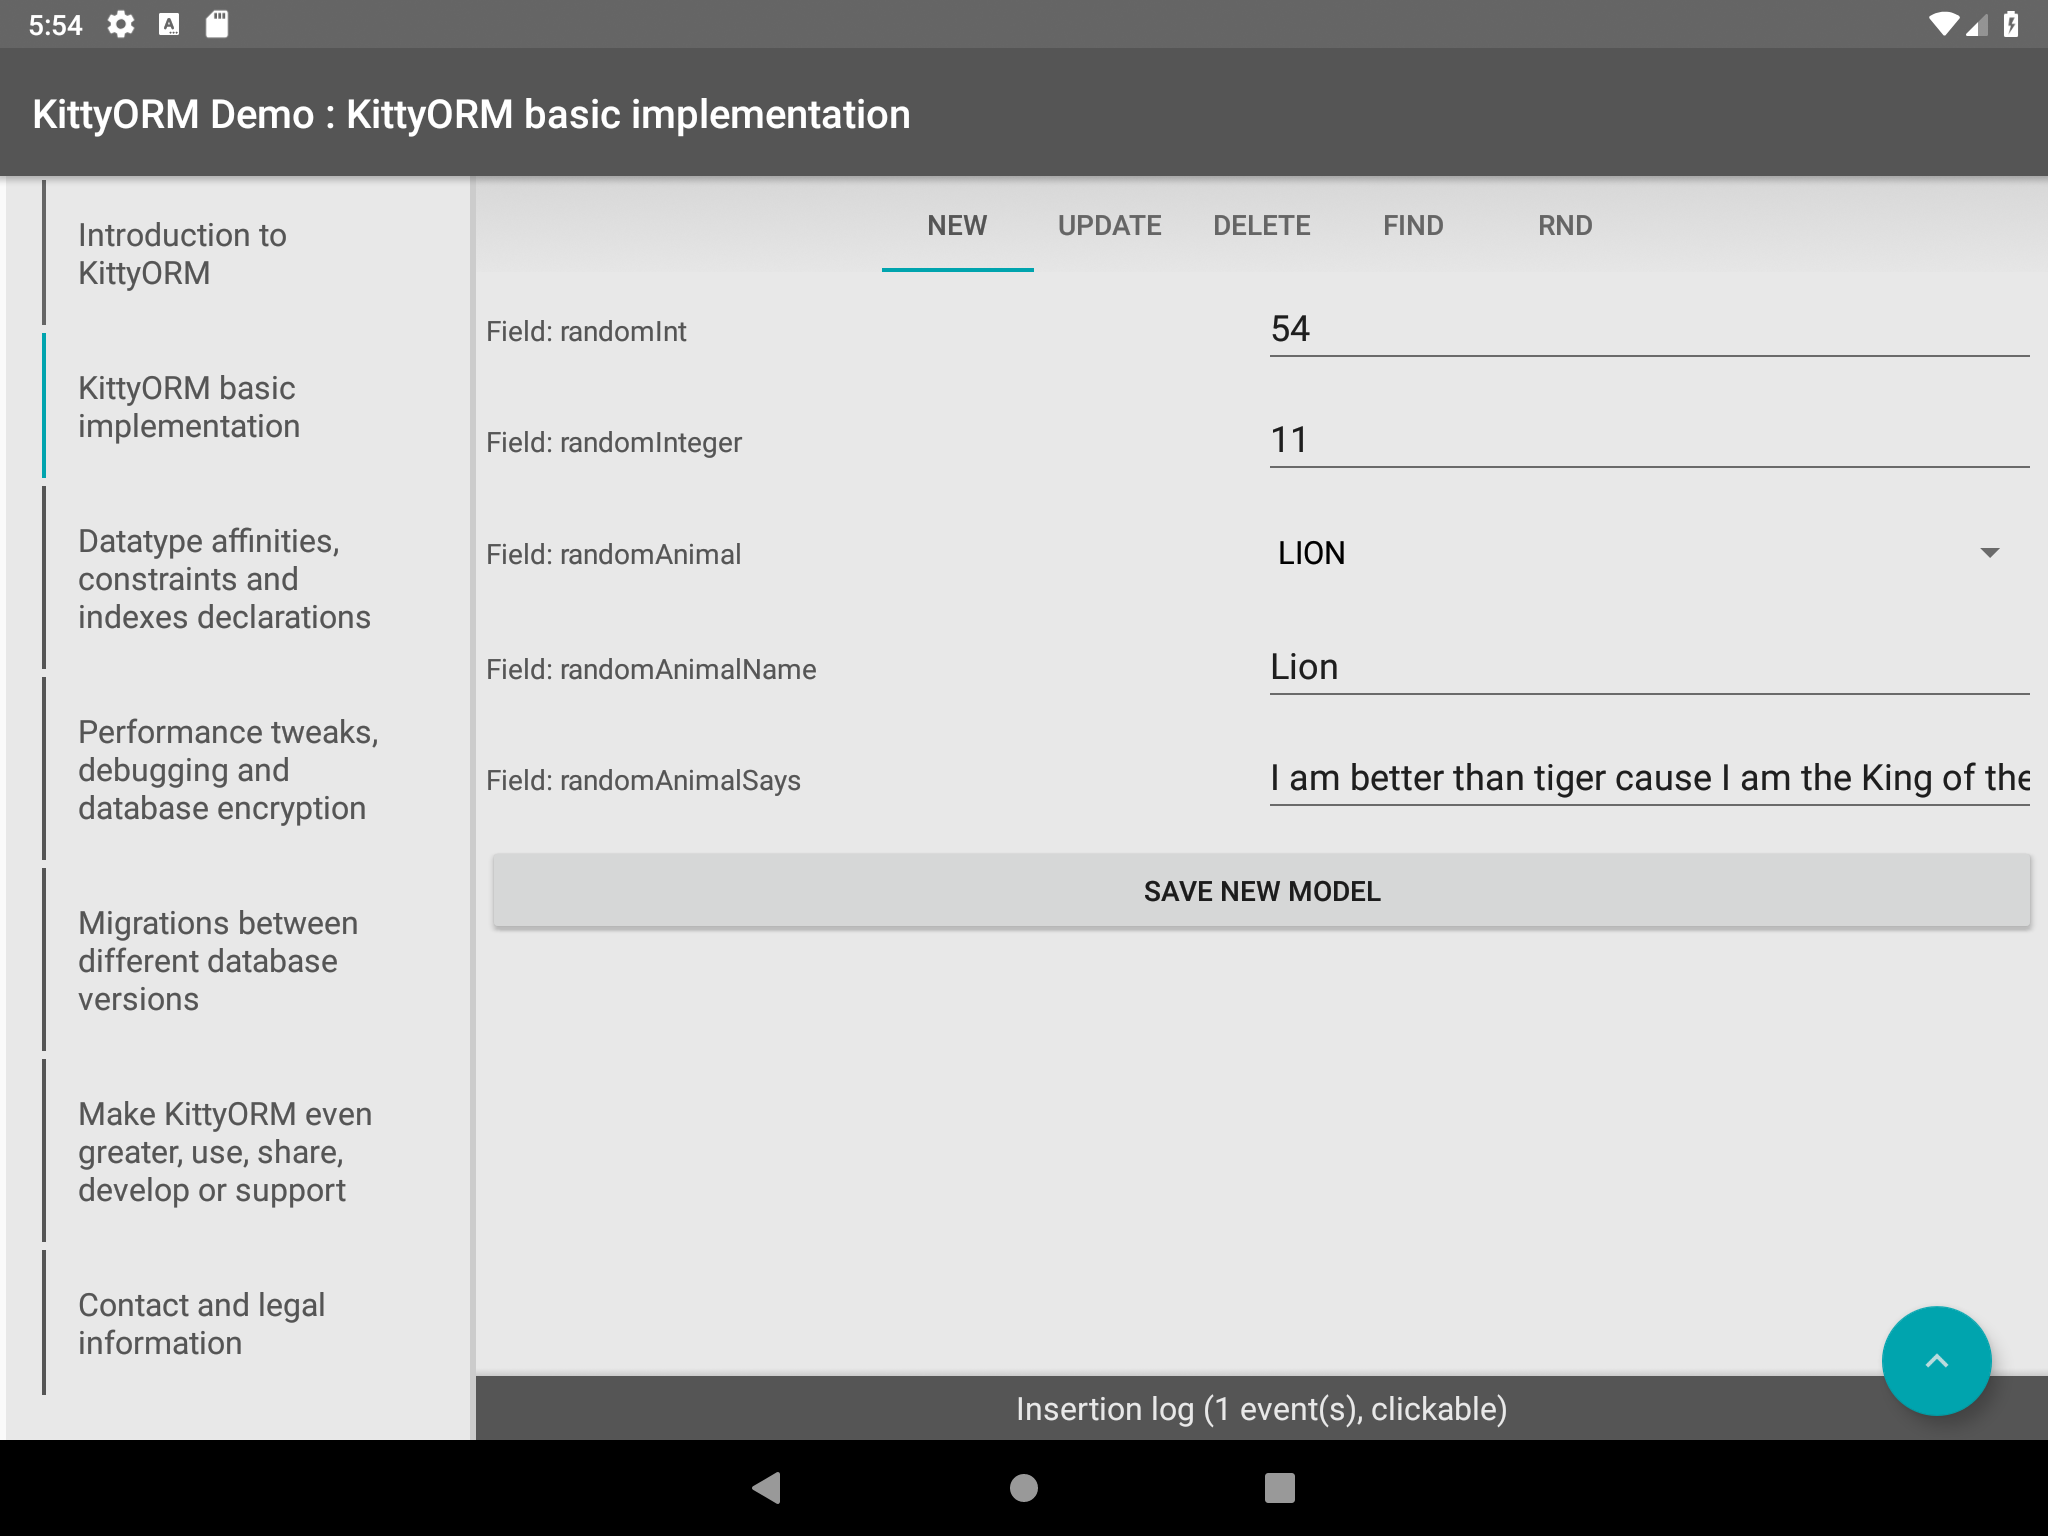 5:54
KittyORM Demo : KittyORM basic implementation
Introduction to
KittyORM
KittyORM basic
implementation
Datatype affinities,
constraints and
indexes declarations
Performance tweaks,
debugging and
database encryption
Migrations between
different database
versions
Make KittyORM even
greater, use, share,
develop or support
Contact and legal
information
NEW UPDATE DELETE FIND RND
Field: randomInt 54
Field: randomInteger 11
Field: randomAnimal LION
Field: randomAnimalName Lion
Field: randomAnimalSays I am better than tiger cause I am the King of the
SAVE NEW MODEL
Insertion log (1 event(s), clickable)